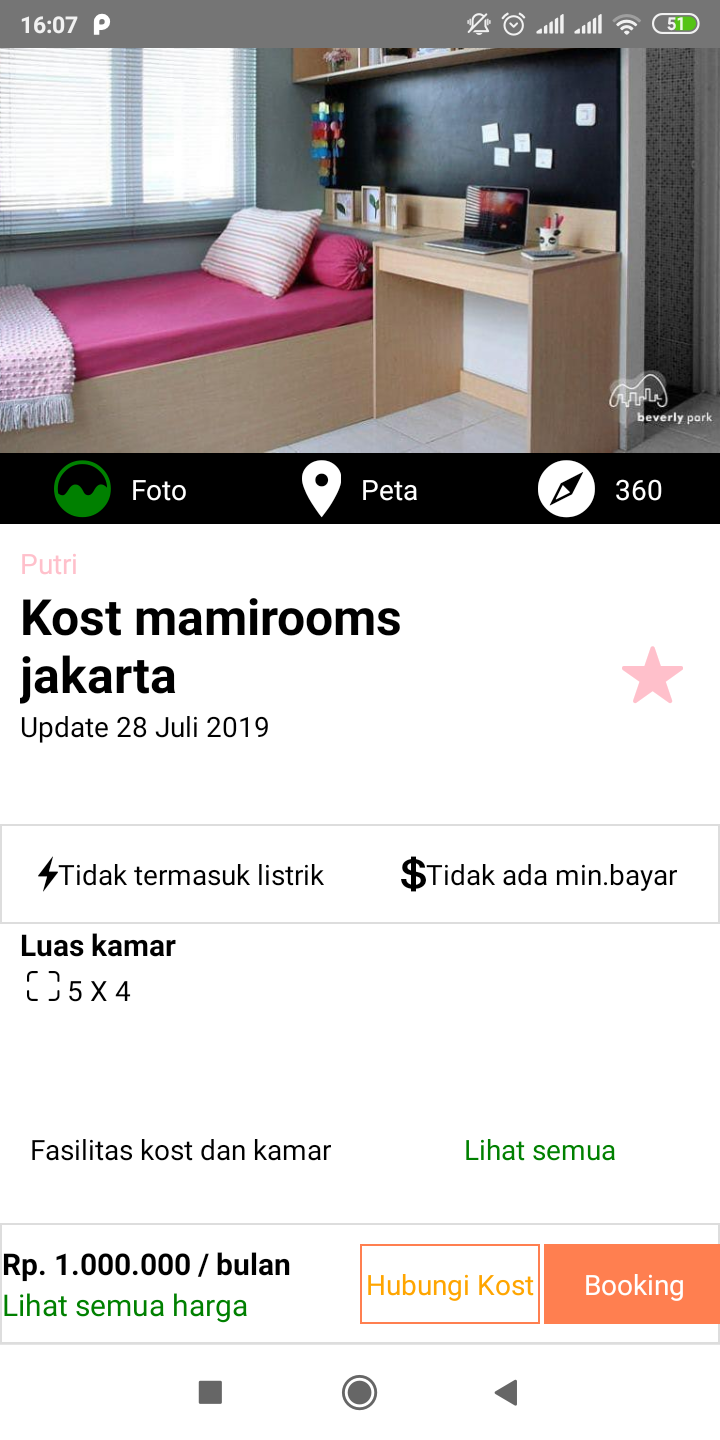 16:07
51
beverly park
Foto
Peta
360
Putri
Kost mamirooms
jakarta
Update 28 Juli 2019
Tidak termasuk listrik
$Tidak ada min.bayar
Luas kamar
5 X 4
Fasilitas kost dan kamar
Lihat semua
Rp. 1.000.000 / bulan
Lihat semua harga
Hubungi Kost
Booking